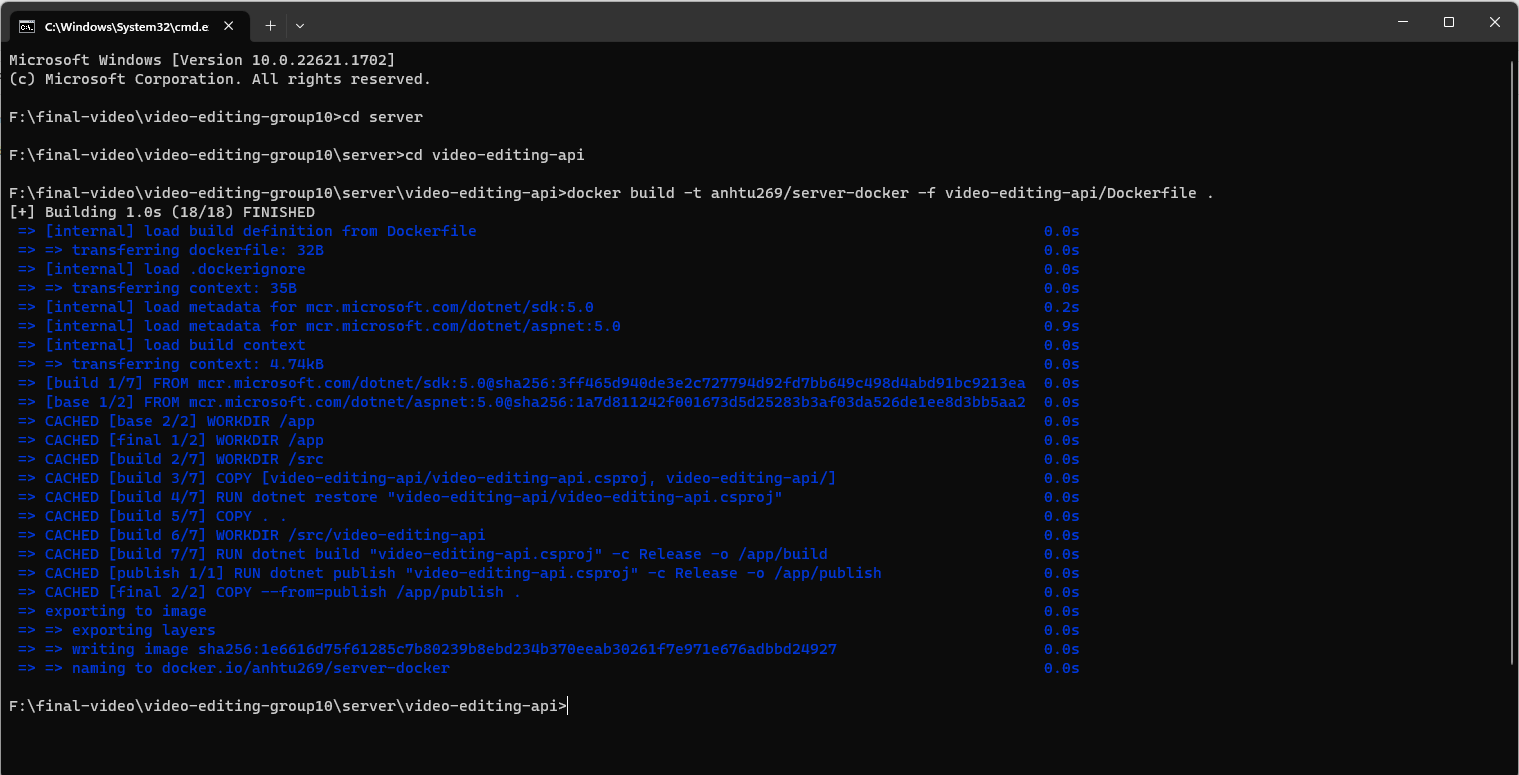 C:\Windows\System32\cmd.e
Microsoft Windows [Version 10.0.22621.1702]
(c) Microsoft Corporation. All rights reserved.
F:\final-video\video-editing-group10>cd server
F:\final-video\video-editing-group10\server>cd video-editing-api
F:\final-video\video-editing-group10\server\video-editing-api>docker build -t anhtu269/server-docker -f video-editing-api/Dockerfile .
[+] Building 1.0s (18/18) FINISHED
=> [internal] load build definition from Dockerfile 0.0s
=> => transferring dockerfile: 32B 0.0s
=> [internal] load .dockerignore 0.0s
=> => transferring context: 35B 0.0s
=> [internal] load metadata for mcr.microsoft.com/dotnet/sdk:5.0 0.2s
=> [internal] load metadata for mcr.microsoft.com/dotnet/aspnet:5.0 0.9s
=> [internal] load build context 0.0s
=> => transferring context: 4.74kB 0.0s
=> [build 1/7] FROM mcr.microsoft.com/dotnet/sdk:5.0@sha256:3ff465d940de3e2c727794d92fd7bb649c498d4abd91bc9213ea 0.0s
=> [base 1/2] FROM mcr.microsoft.com/dotnet/aspnet:5.0@sha256:1a7d811242f001673d5d25283b3af03da526de1ee8d3bb5aa2 0.0s
=> CACHED [base 2/2] WORKDIR /app 0.0s
=> CACHED [final 1/2] WORKDIR /app 0.0s
=> CACHED [build 2/7] WORKDIR /src 0.0s
=> CACHED [build 3/7] COPY [video-editing-api/video-editing-api.csproj, video-editing-api/] 0.0s
=> CACHED [build 4/7] RUN dotnet restore "video-editing-api/video-editing-api.csproj" 0.0s
=> CACHED [build 5/7] COPY . . 0.0s
=> CACHED [build 6/7] WORKDIR /src/video-editing-api 0.0s
=> CACHED [build 7/7] RUN dotnet build "video-editing-api.csproj" -c Release -o /app/build 0.0s
=> CACHED [publish 1/1] RUN dotnet publish "video-editing-api.csproj" -c Release -o /app/publish 0.0s
=> CACHED [final 2/2] COPY --from=publish /app/publish . 0.0s
=> exporting to image 0.0s
=> => exporting layers 0.0s
=> => writing image sha256:1e6616d75f61285c7b80239b8ebd234b370eeab30261f7e971e676adbbd24927 0.0s
=> => naming to docker.io/anhtu269/server-docker 0.0s
F:\final-video\video-editing-group10\server\video-editing-api>